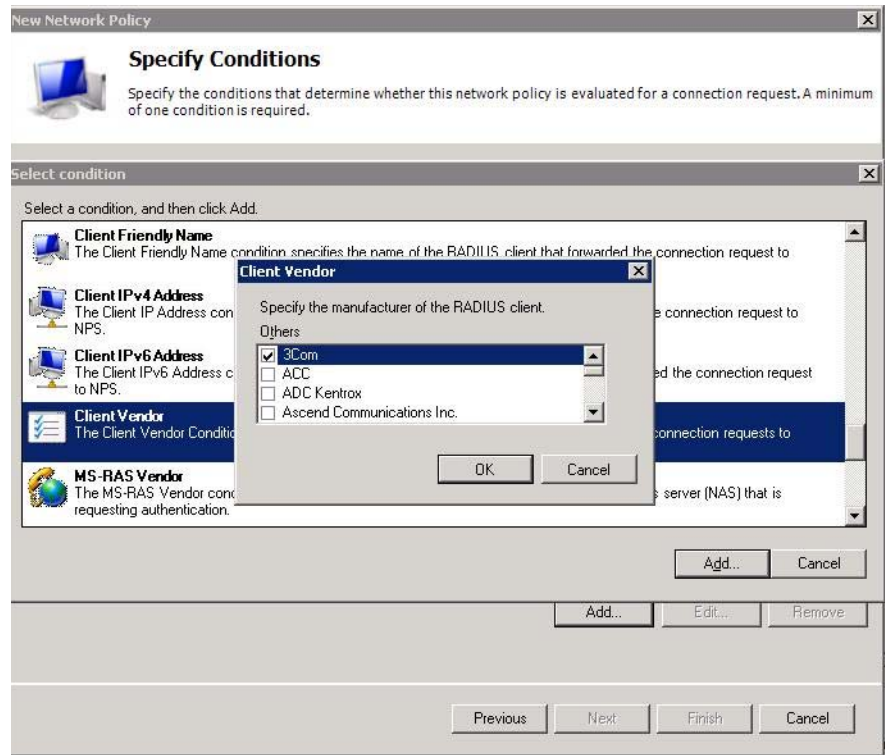 New Network Policy
Specify Conditions
Specify the conditions that determine whether this network policy is evaluated for a connection request. A minimum
of one condition is required.
Select condition
Select a condition, and then click Add.
Client Friendly Name
The Client Friendly Name condition specifies the name of the RADIUS client that forwarded the connection request to
Client IPv4 Address
The Client IP Address con
e connection request to
NPS.
Client IPv6 Address
The Client IPv6 Address c
ed the connection request
to NPS.
Client Vendor
The Client Vendor Conditio
connection requests to
MS-RAS Vendor
The MS-RAS Vendor cond
s server (NAS) that is
requesting authentication.
Client Vendor
Specify the manufacturer of the RADIUS client.
Others
3Com
ACC
ADC Kentrox
Ascend Communications Inc.
OK Cancel
Add... Cancel
Add... Edit... Remove
Previous Next Finish Cancel